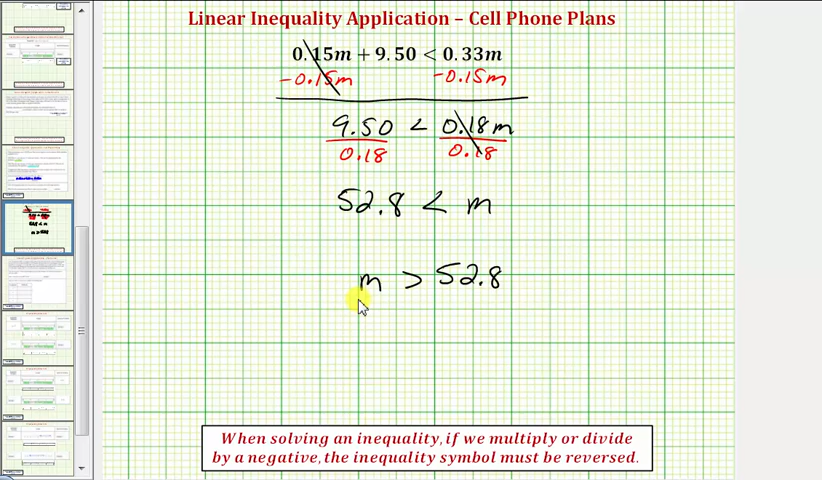 Linear Inequality Application – Cell Phone Plans
0.15m + 9.50 < 0.33m
-0.15m -0.15m
9.50 < 0.18m
0.18 0.18
52.8 < m
m > 52.8
When solving an inequality, if we multiply or divide
by a negative, the inequality symbol must be reversed.